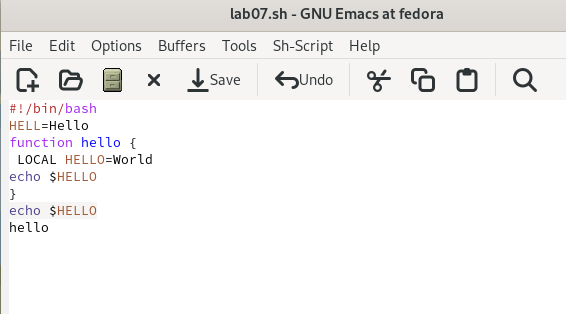 lab07.sh - GNU Emacs at fedora
File Edit Options Buffers Tools Sh-Script Help
Save Undo
#!/bin/bash
HELL=Hello
function hello {
 LOCAL HELLO=World
echo $HELLO
}
echo $HELLO
hello